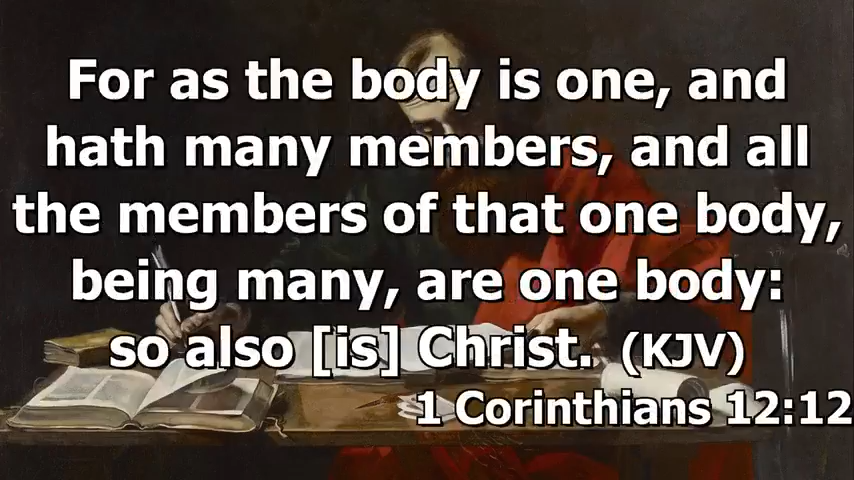 For as the body is one, and
hath many members, and all
the members of that one body,
being many, are one body:
so also [is] Christ. (KJV)
1 Corinthians 12:12